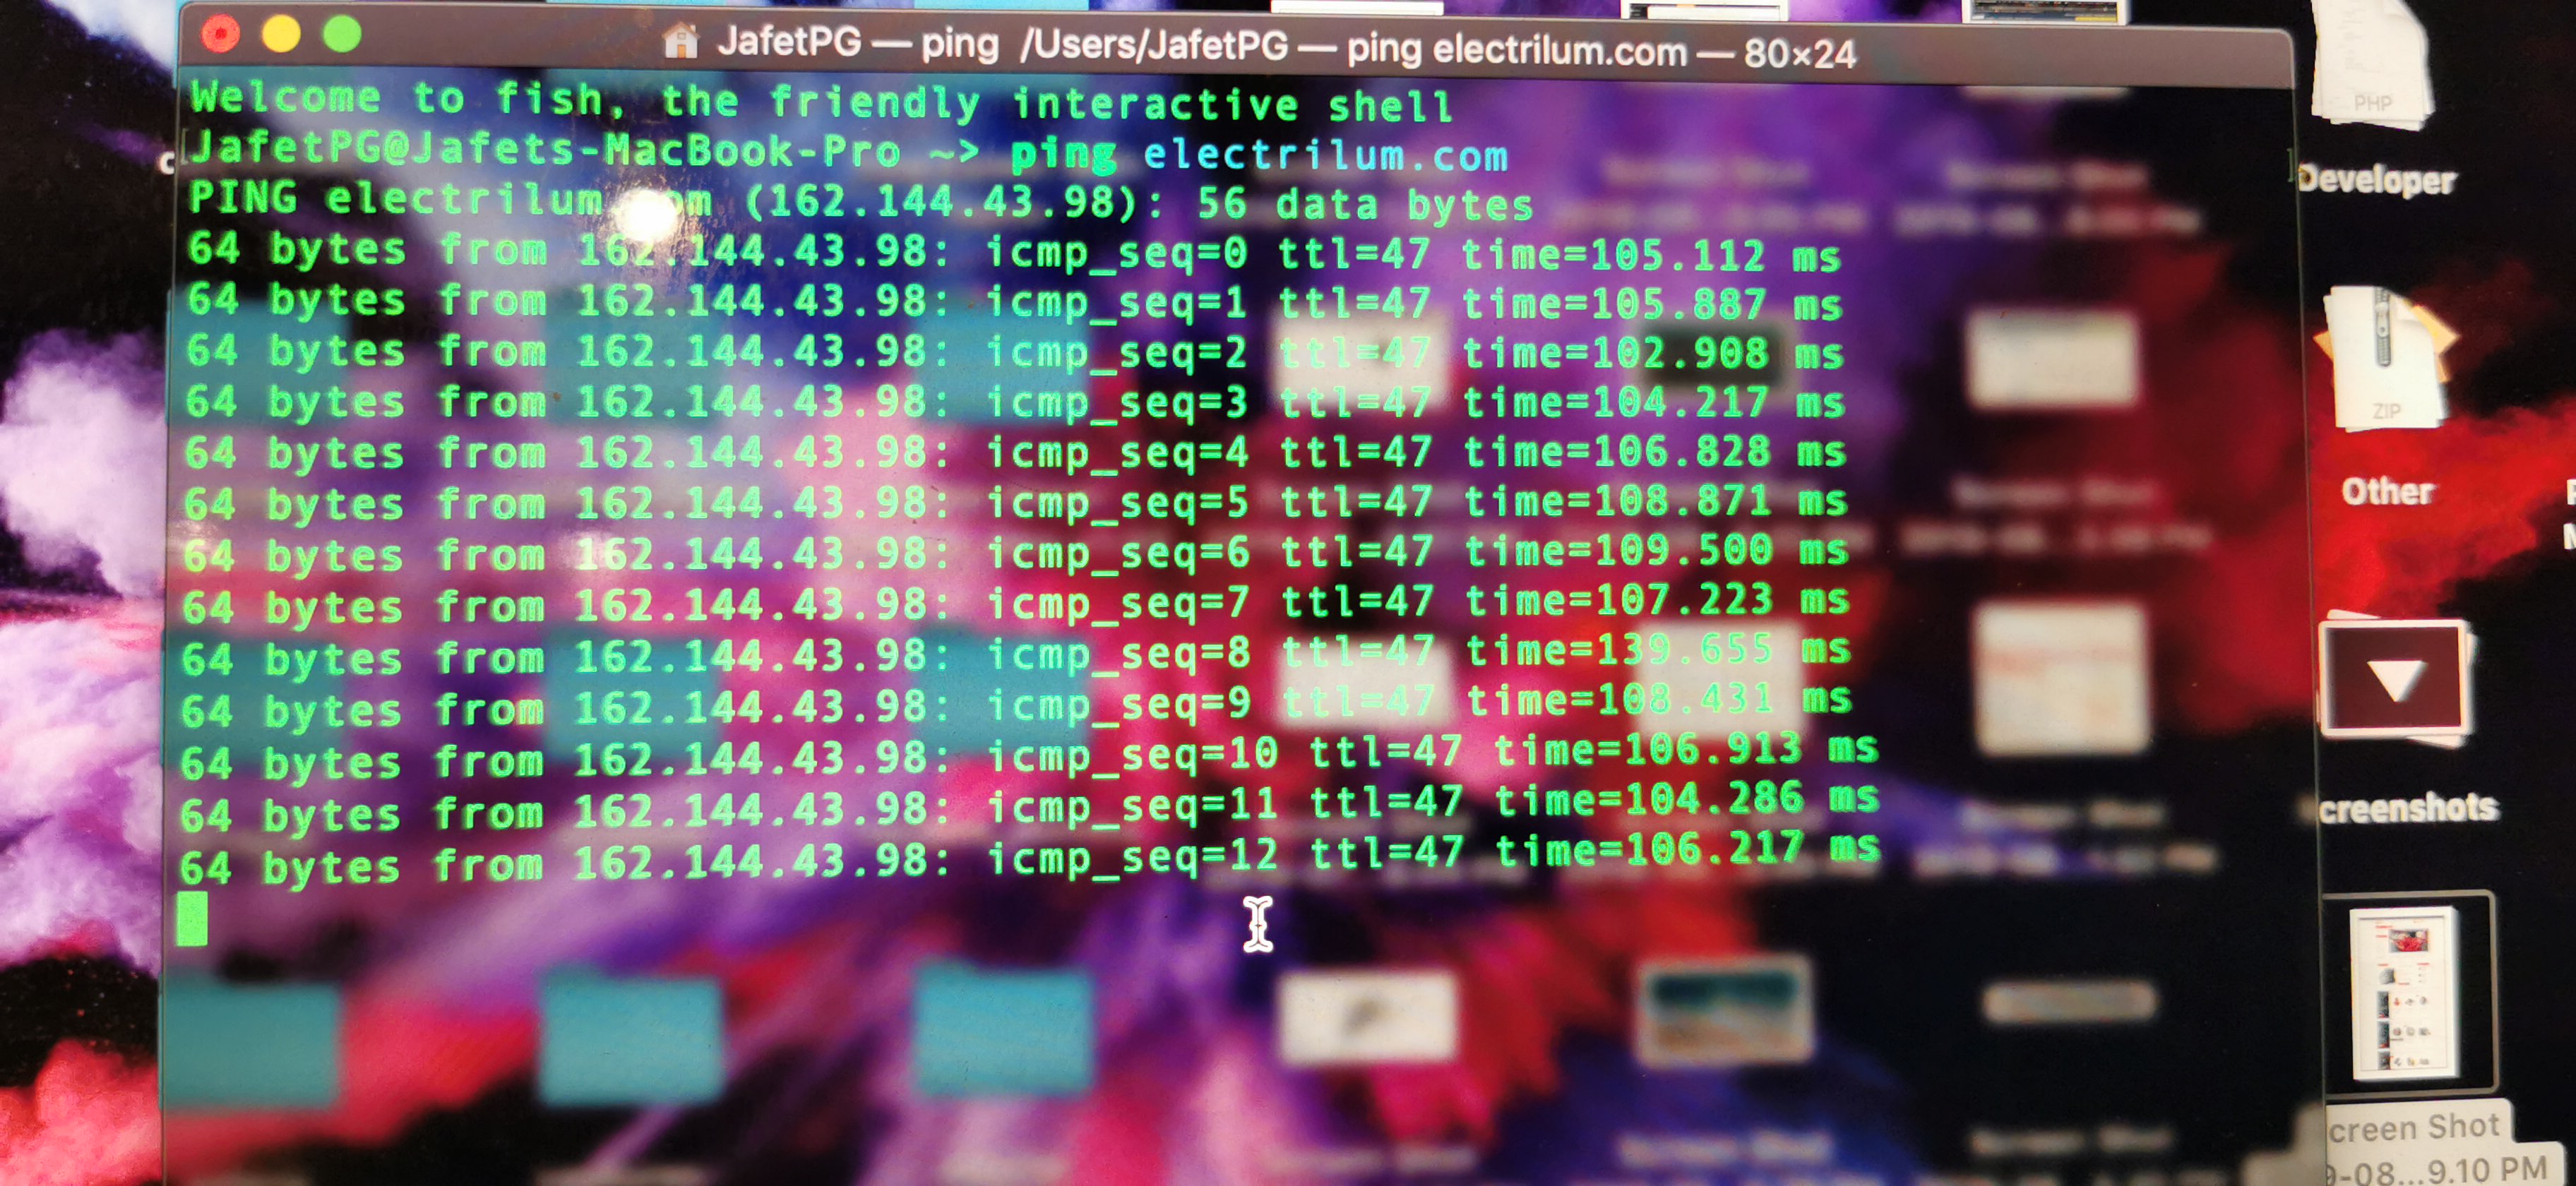 JafetPG — ping /Users/JafetPG — ping electrilum.com — 80×24
Welcome to fish, the friendly interactive shell
JafetPG@Jafets-MacBook-Pro ~> ping electrilum.com
PING electrilum om (162.144.43.98): 56 data bytes
64 bytes from 162.144.43.98: icmp_seq=0 ttl=47 time=105.112 ms
64 bytes from 162.144.43.98: icmp_seq=1 ttl=47 time=105.887 ms
64 bytes from 162.144.43.98: icmp_seq=2 ttl=47 time=102.908 ms
64 bytes from 162.144.43.98: icmp_seq=3 ttl=47 time=104.217 ms
64 bytes from 162.144.43.98: icmp_seq=4 ttl=47 time=106.828 ms
64 bytes from 162.144.43.98: icmp_seq=5 ttl=47 time=108.871 ms
64 bytes from 162.144.43.98: icmp_seq=6 ttl=47 time=109.500 ms
64 bytes from 162.144.43.98: icmp_seq=7 ttl=47 time=107.223 ms
64 bytes from 162.144.43.98: icmp_seq=8 ttl=47 time=139.655 ms
64 bytes from 162.144.43.98: icmp_seq=9 ttl=47 time=108.431 ms
64 bytes from 162.144.43.98: icmp_seq=10 ttl=47 time=106.913 ms
64 bytes from 162.144.43.98: icmp_seq=11 ttl=47 time=104.286 ms
64 bytes from 162.144.43.98: icmp_seq=12 ttl=47 time=106.217 ms
PHP
Developer
ZIP
Other
creenshots
creen Shot
9-08...9.10 PM